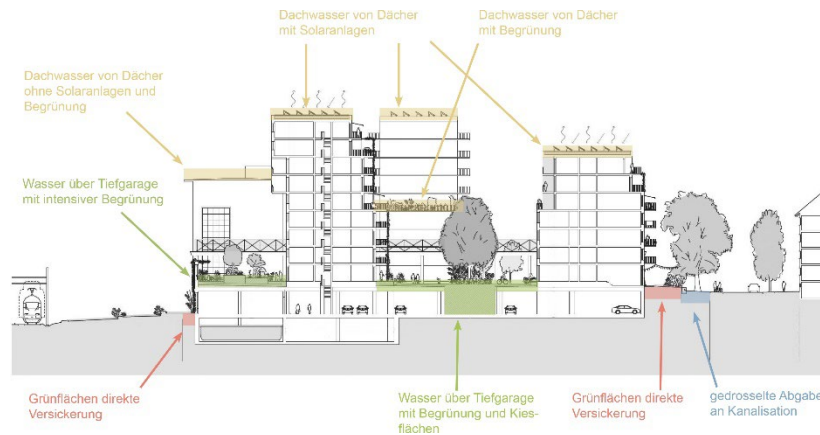 Dachwasser von Dächer
mit Solaranlagen
Dachwasser von Dächer
mit Begrünung
Dachwasser von Dächer
ohne Solaranlagen und
Begrünung
Wasser über Tiefgarage
mit intensiver Begrünung
Grünflächen direkte
Versickerung
Wasser über Tiefgarage
mit Begrünung und Kies-
flächen
Grünflächen direkte
Versickerung
gedrosselte Abgabe
an Kanalisation